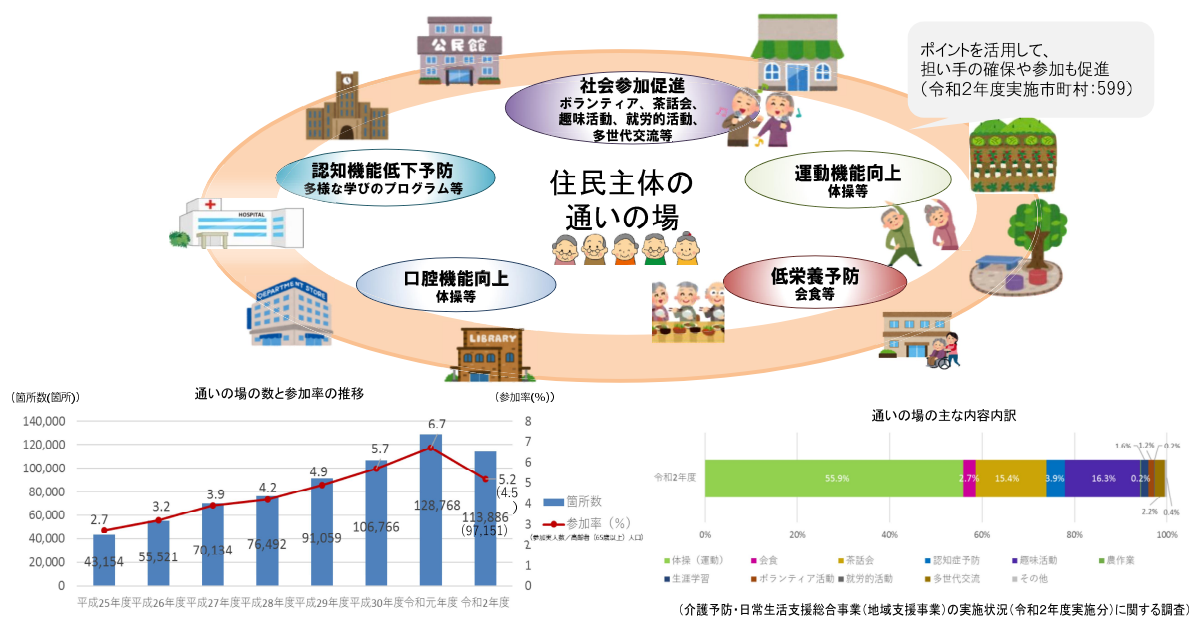 公民館
ポイントを活用して、
担い手の確保や参加も促進
（令和2年度実施市町村：599）
社会参加促進
ボランティア、茶話会、
趣味活動、就労的活動、
多世代交流等
認知機能低下予防
多様な学びのプログラム等
住民主体の
通いの場
運動機能向上
体操等
HOSPITAL
口腔機能向上
体操等
低栄養予防
会食等
DEPARTMENT STORE
LIBRARY
通いの場の数と参加率の推移
（箇所数(箇所)）
（参加率(%)）
140,000
120,000
100,000
80,000
60,000
40,000
20,000
0
8
7
6
5
4
3
2
1
0
2.7
3.2
3.9
4.2
4.9
5.7
6.7
5.2
(4.5
)
43,154
55,521
70,134
76,492
91,059
106,766
128,768
113,886
(97,151)
平成25年度
平成26年度
平成27年度
平成28年度
平成29年度
平成30年度
令和元年度
令和2年度
箇所数
参加率（%）
（参加実人数／高齢者（65歳以上）人口）
通いの場の主な内容内訳
令和2年度
55.9%
2.7%
15.4%
3.9%
16.3%
0.2%
1.6%
1.2%
0.2%
2.2%
0.4%
0%
20%
40%
60%
80%
100%
体操（運動）
会食
茶話会
認知症予防
趣味活動
農作業
生涯学習
ボランティア活動
就労的活動
多世代交流
その他
（介護予防・日常生活支援総合事業（地域支援事業）の実施状況（令和2年度実施分）に関する調査）